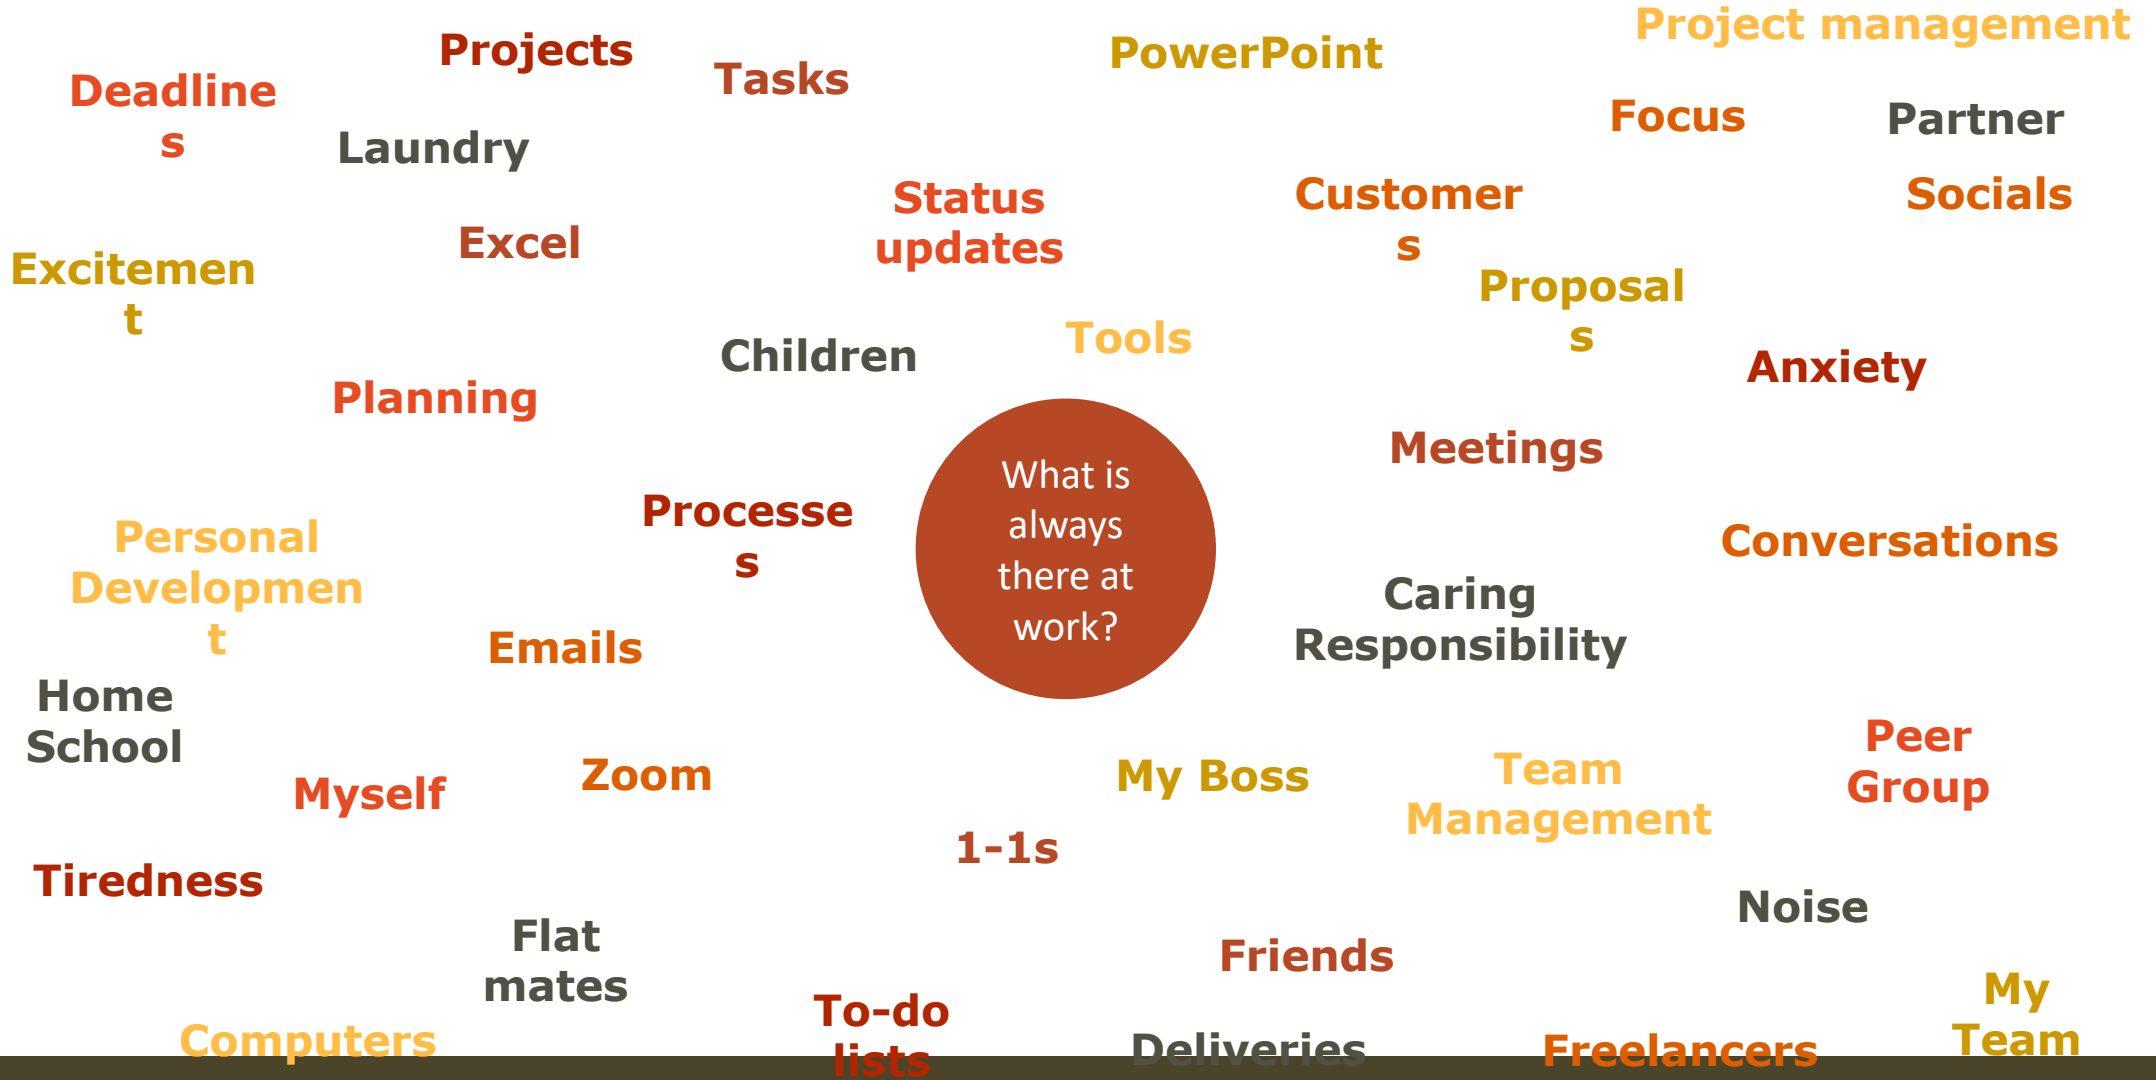 Project management
Projects
PowerPoint
Tasks
Deadline
s
Focus
Partner
Laundry
Status
updates
Customer
s
Socials
Excel
Excitemen
t
Proposal
s
Children
Tools
Anxiety
Planning
Meetings
What is
always
there at
work?
Processe
s
Personal
Developmen
t
Conversations
Caring
Responsibility
Emails
Home
School
Peer
Group
Zoom
My Boss
Team
Management
Myself
1-1s
Tiredness
Noise
Flat
mates
Friends
My
Team
To-do
lists
Computers
Deliveries
Freelancers